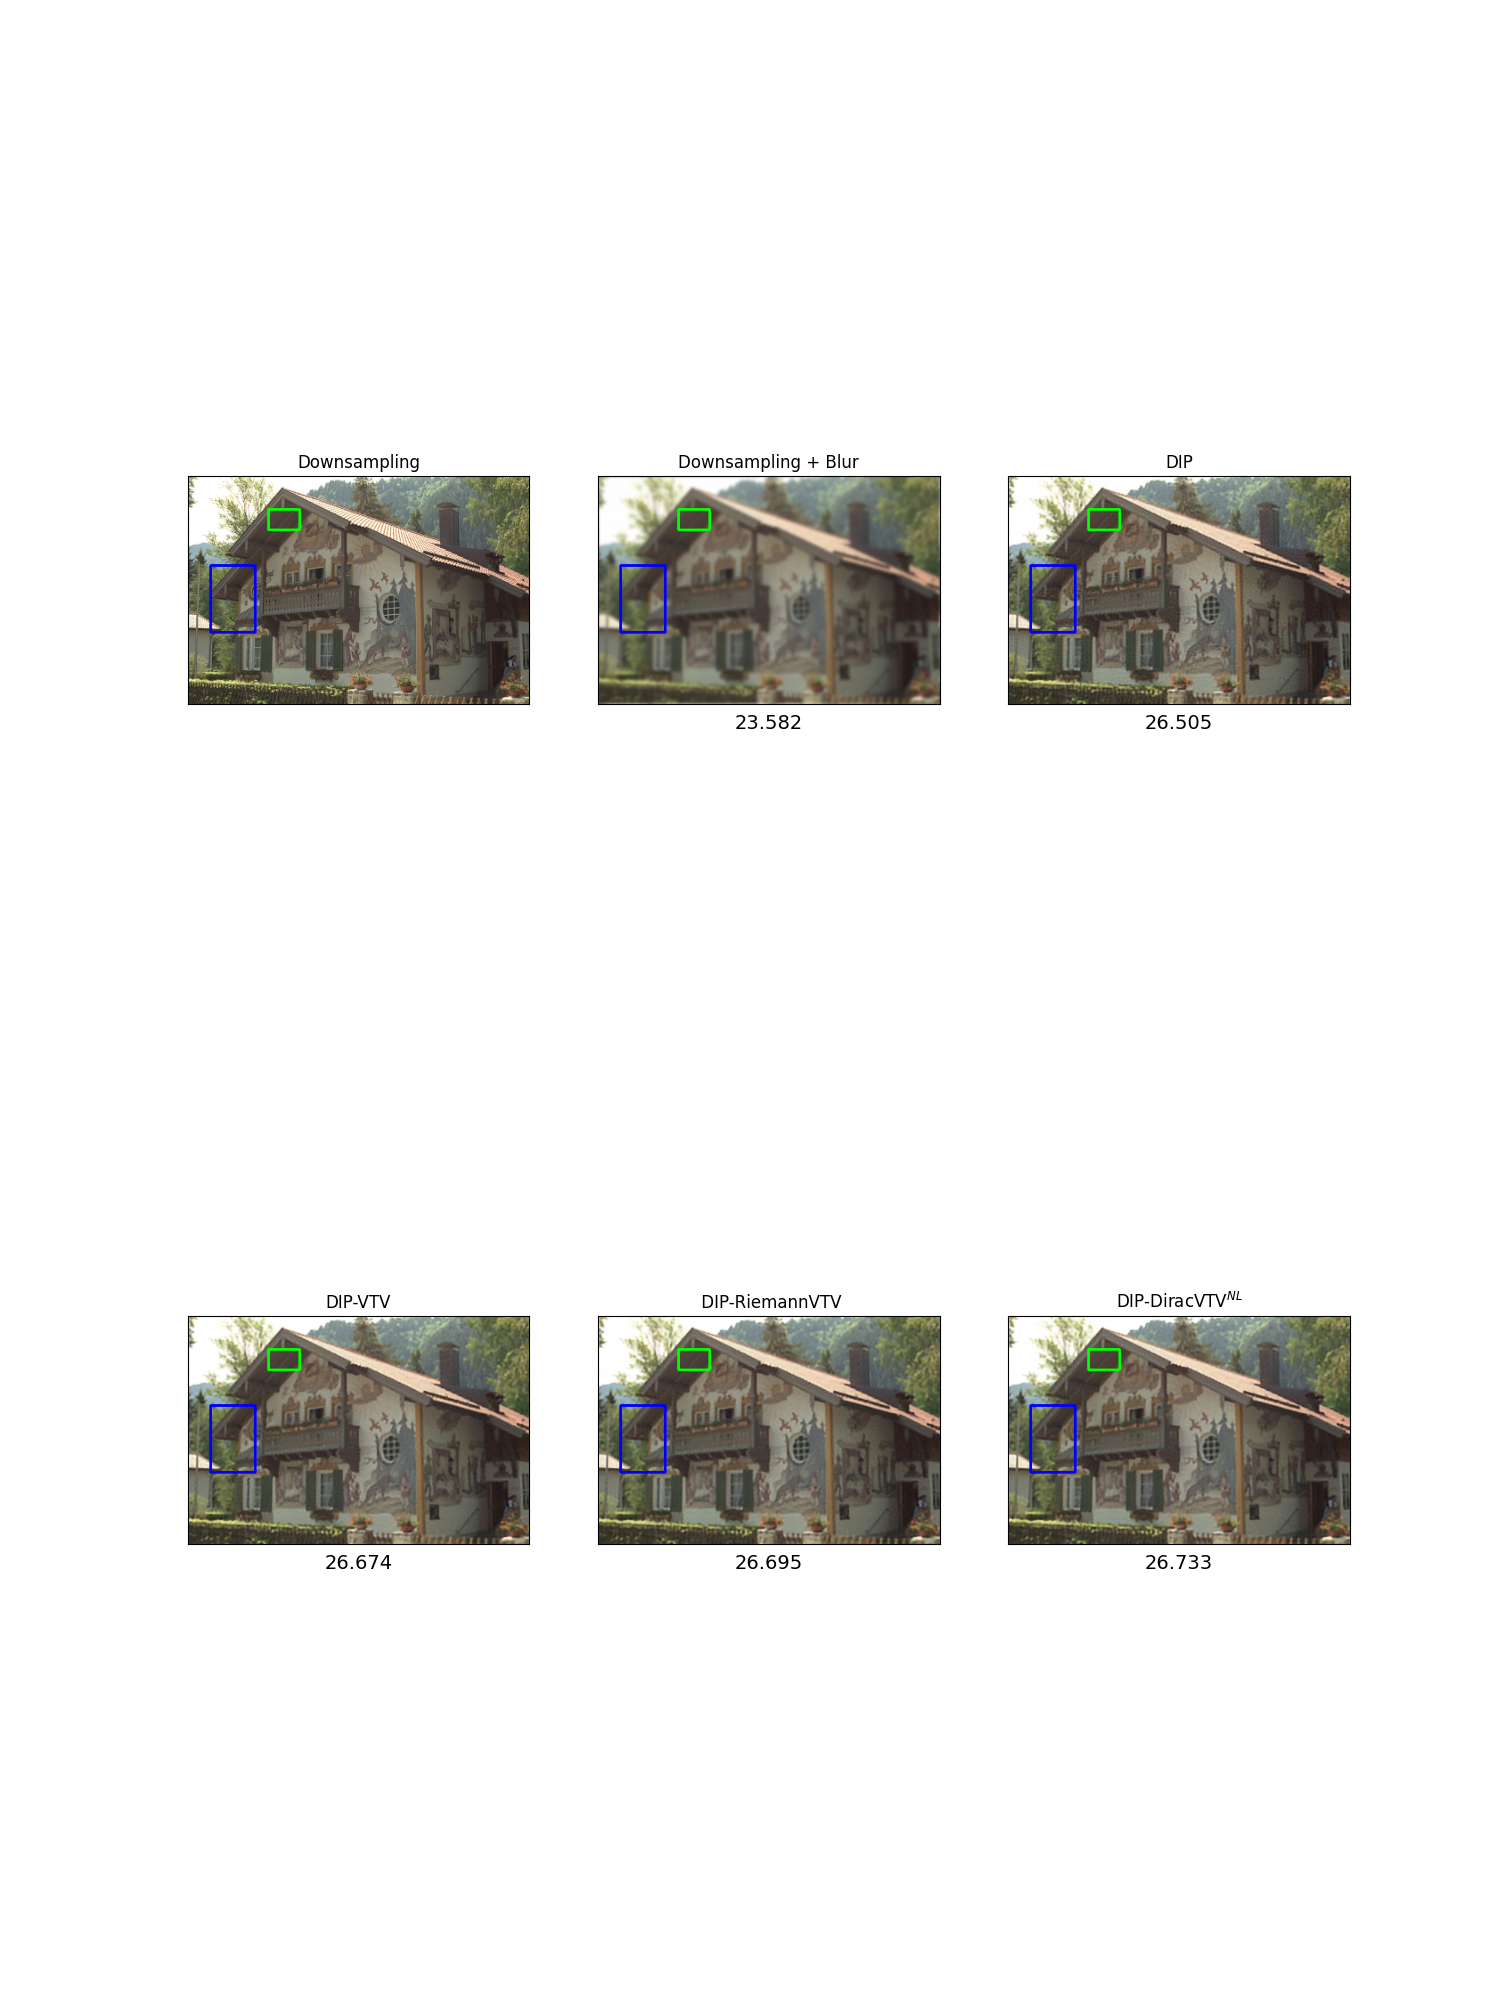 Downsampling
Downsampling + Blur
DIP
23.582
26.505
DIP-VTV
DIP-RiemannVTV
DIP-DiracVTV^NL
26.674
26.695
26.733